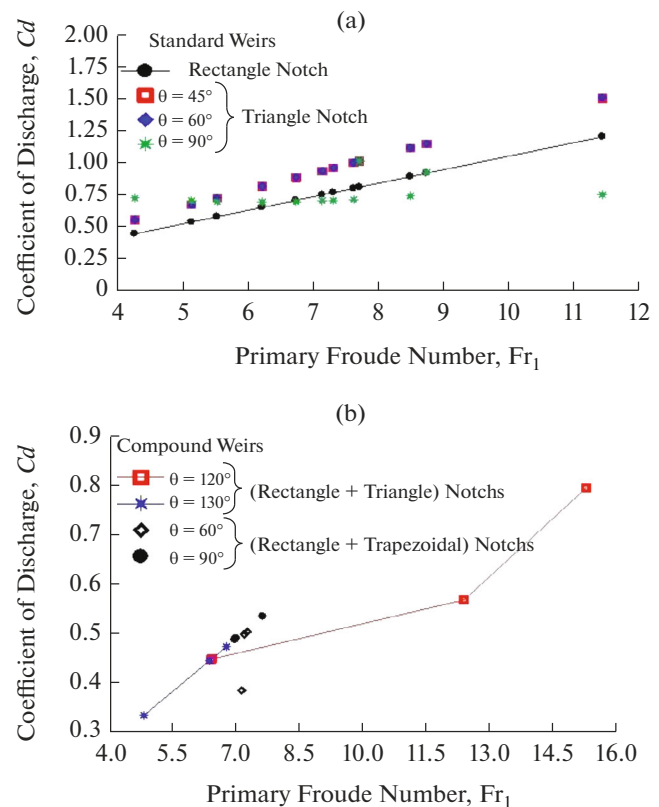 (a)
Coefficient of Discharge, Cd
2.00
1.75
1.50
1.25
1.00
0.75
0.50
0.25
0
Standard Weirs
Rectangle Notch
θ = 45°
θ = 60°
θ = 90°
Triangle Notch
4 5 6 7 8 9 10 11 12
Primary Froude Number, Fr₁
(b)
Coefficient of Discharge, Cd
0.9
0.8
0.7
0.6
0.5
0.4
0.3
Compound Weirs
θ = 120°
θ = 130°
(Rectangle + Triangle) Notchs
θ = 60°
θ = 90°
(Rectangle + Trapezoidal) Notchs
4.0 5.5 7.0 8.5 10.0 11.5 13.0 14.5 16.0
Primary Froude Number, Fr₁